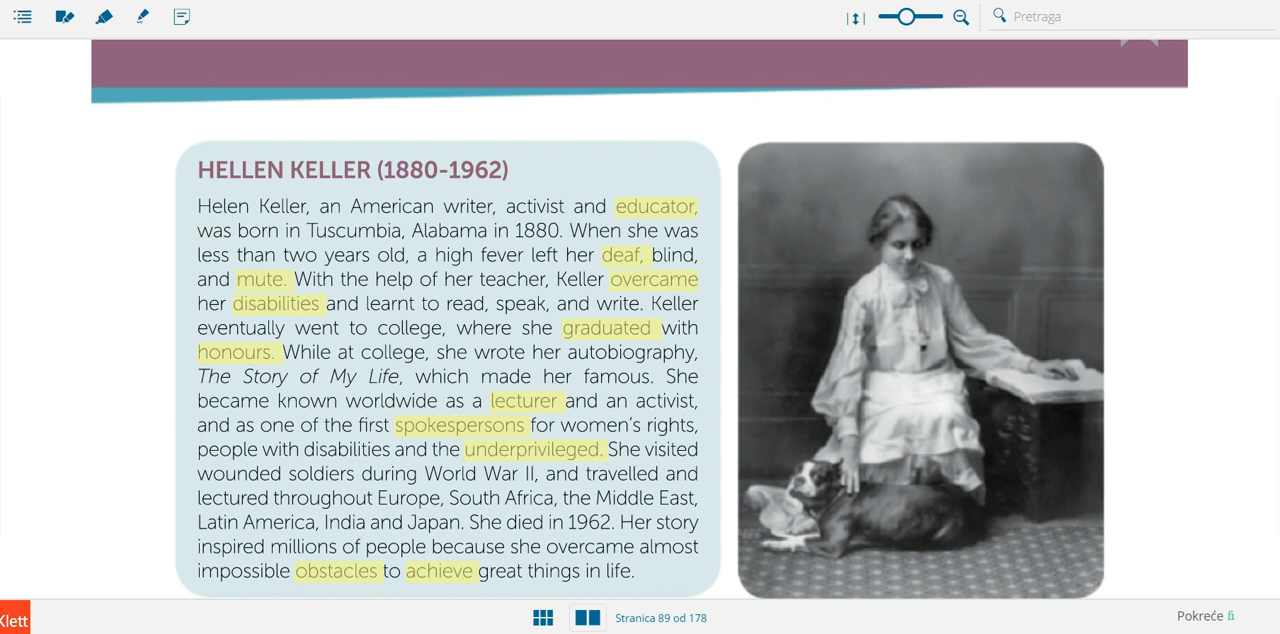 Pretraga
HELLEN KELLER (1880-1962)
Helen Keller, an American writer, activist and educator,
was born in Tuscumbia, Alabama in 1880. When she was
less than two years old, a high fever left her deaf, blind,
and mute. With the help of her teacher, Keller overcame
her disabilities and learnt to read, speak, and write. Keller
eventually went to college, where she graduated with
honours. While at college, she wrote her autobiography,
The Story of My Life, which made her famous. She
became known worldwide as a lecturer and an activist,
and as one of the first spokespersons for women's rights,
people with disabilities and the underprivileged. She visited
wounded soldiers during World War II, and travelled and
lectured throughout Europe, South Africa, the Middle East,
Latin America, India and Japan. She died in 1962. Her story
inspired millions of people because she overcame almost
impossible obstacles to achieve great things in life.
Klett
Stranica 89 od 178
Pokreće fi